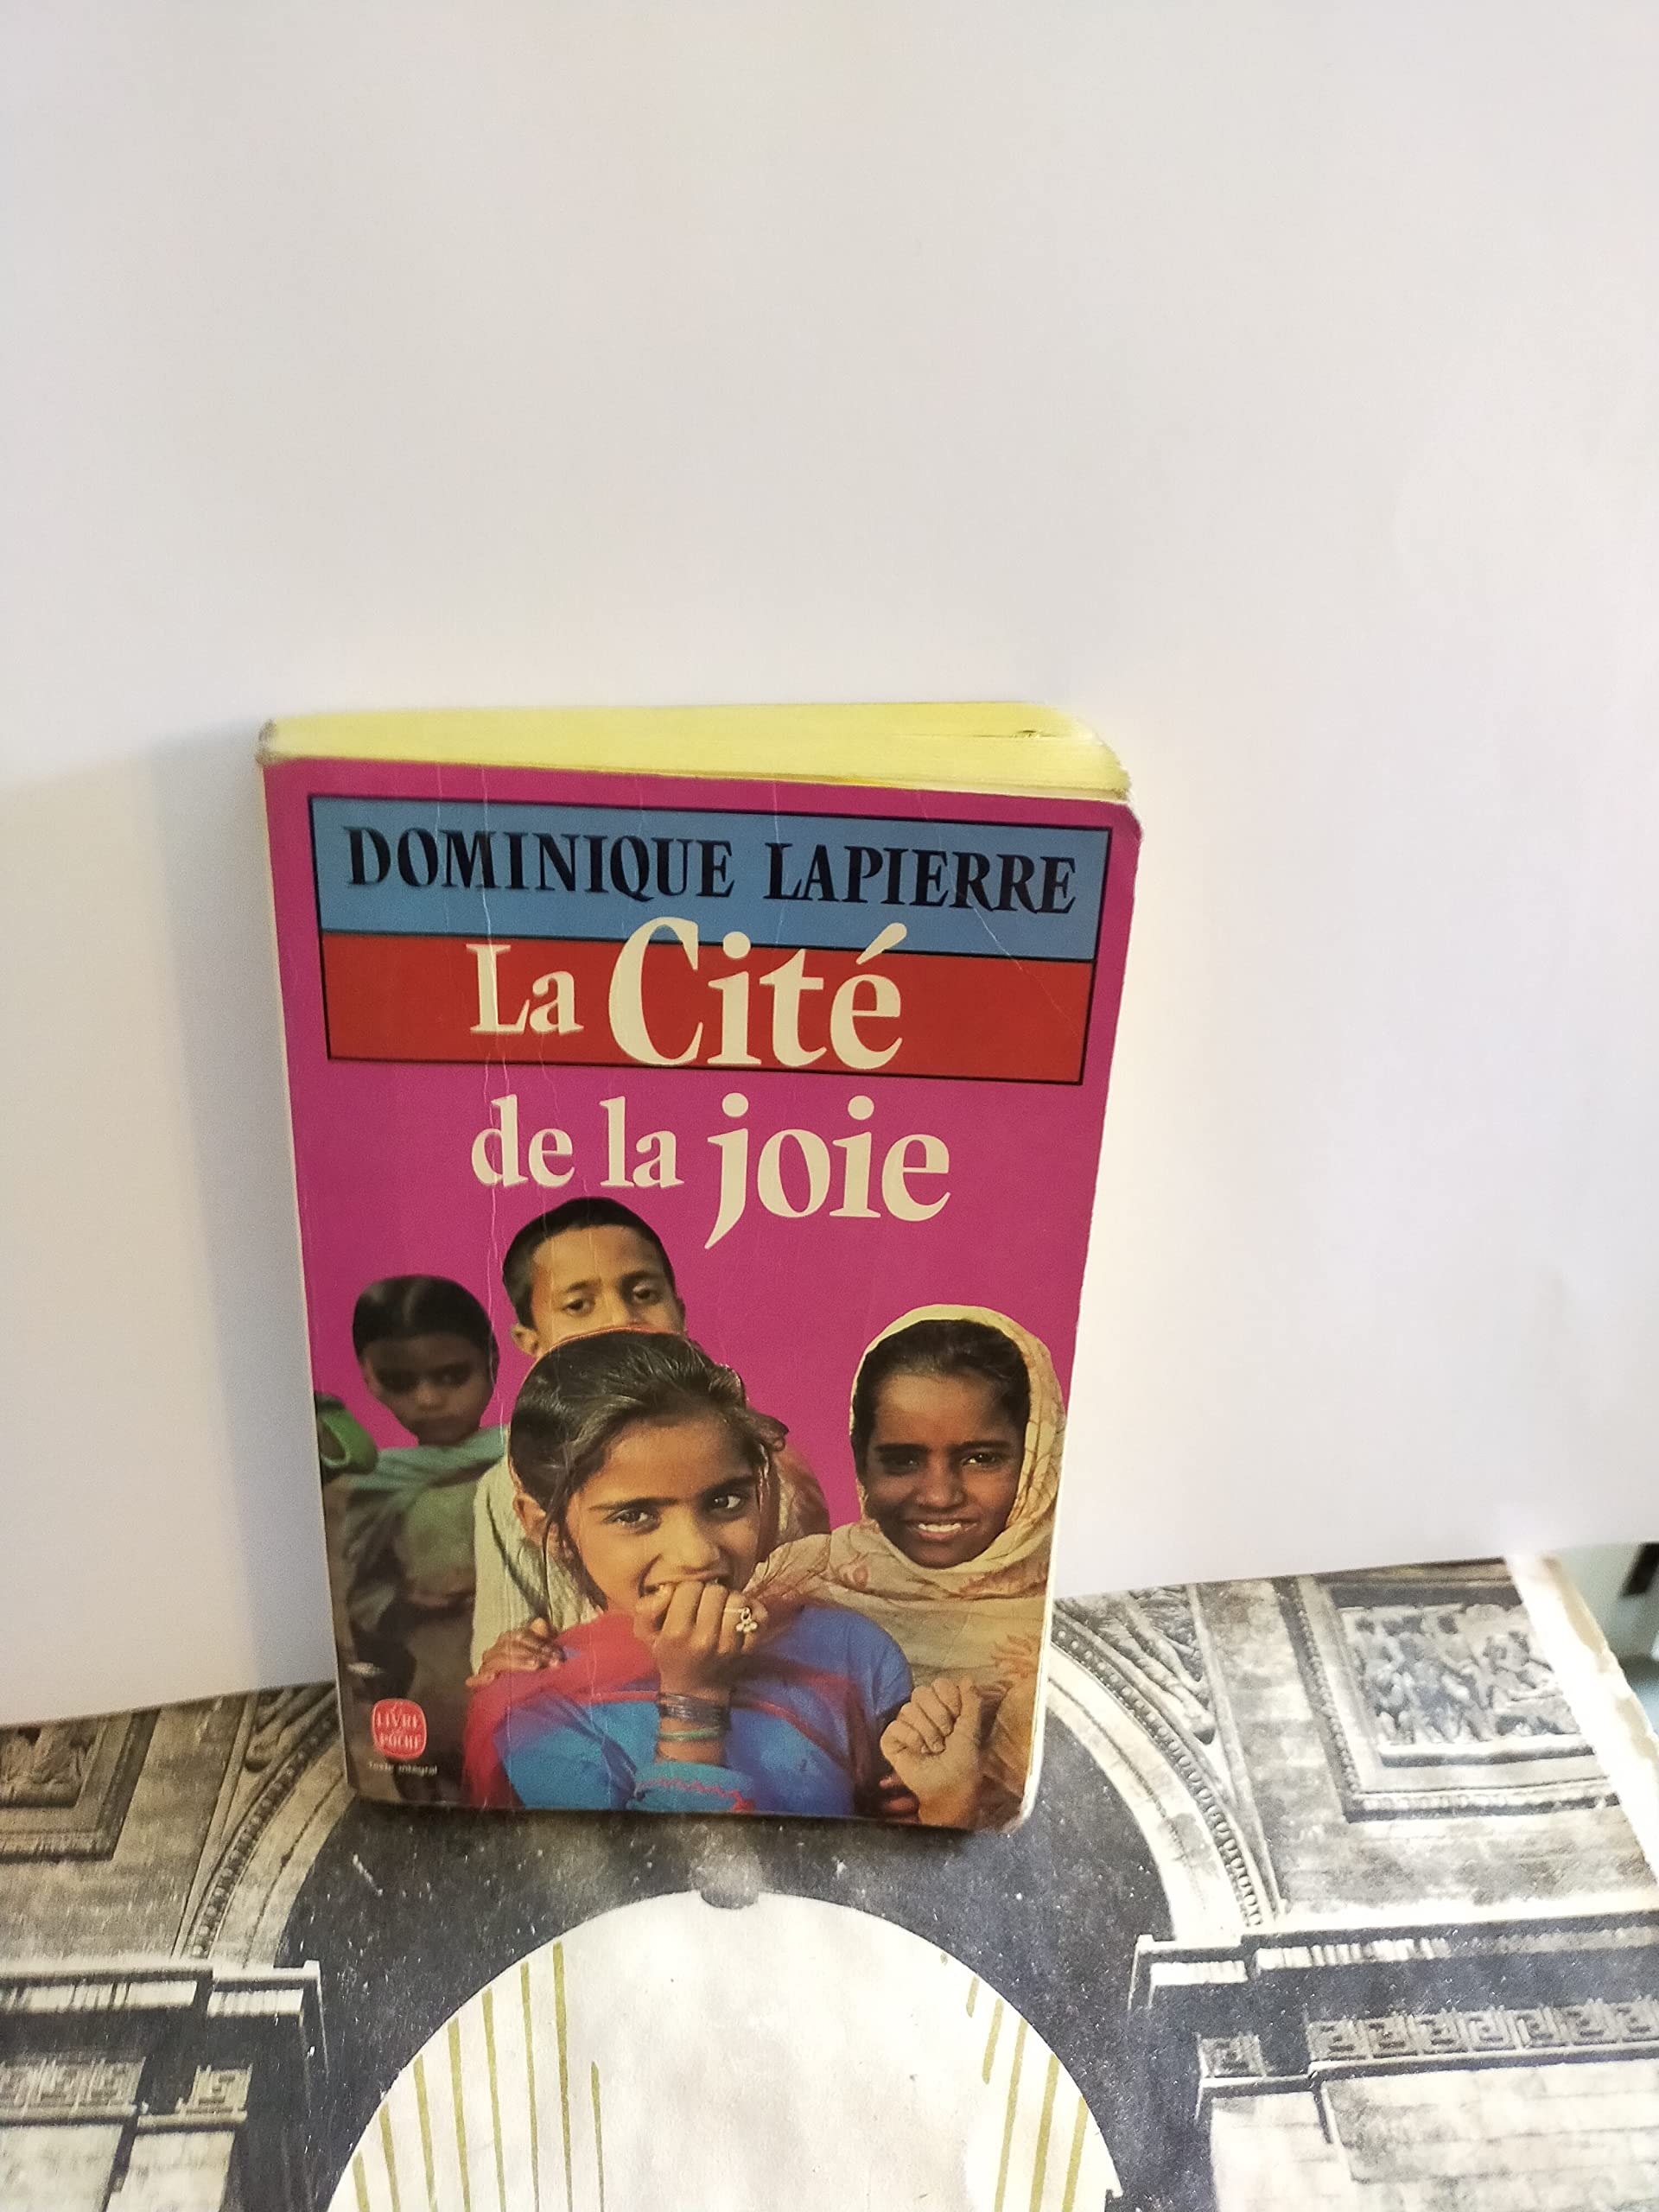 DOMINIQUE LAPIERRE
La Cité
de la joie
LE
LIVRE
DE
POCHE
texte intégral